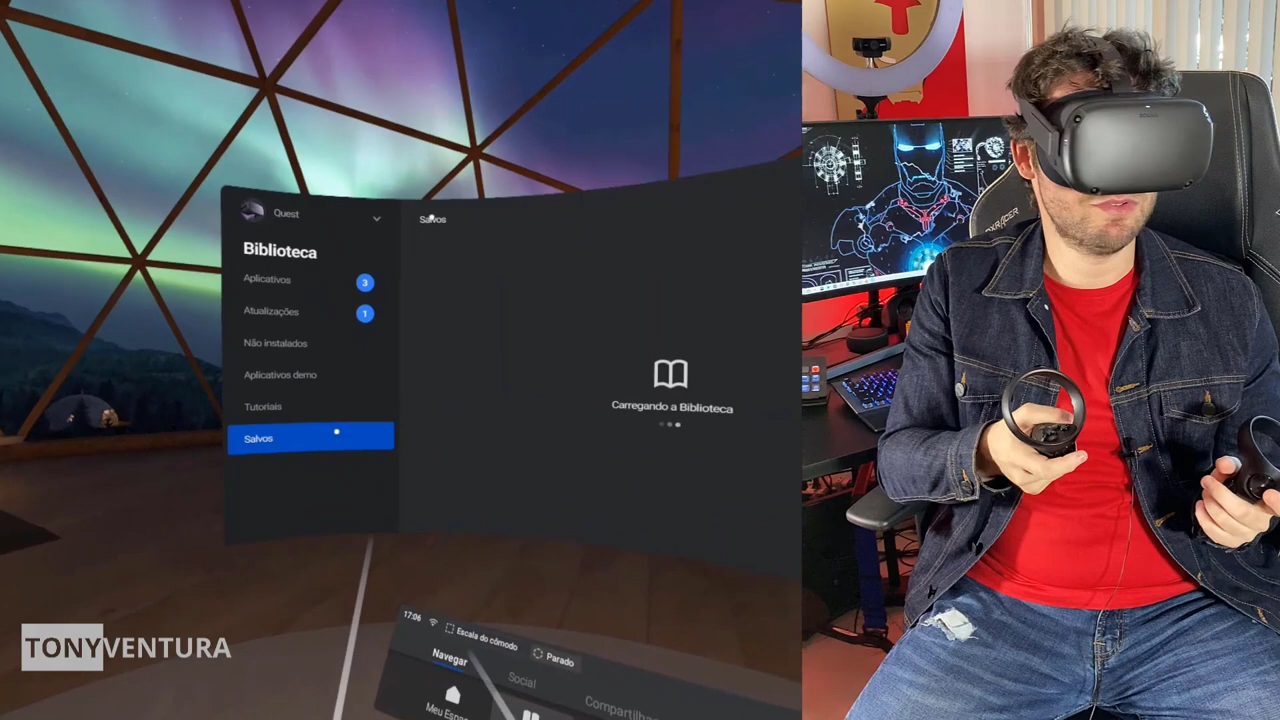 Quest
Salvos
Biblioteca
Aplicativos
3
Atualizações
1
Não instalados
Aplicativos demo
Tutoriais
Salvos
Carregando a Biblioteca
17:06
Escala do cômodo
Parado
Navegar
Social
TONYVENTURA